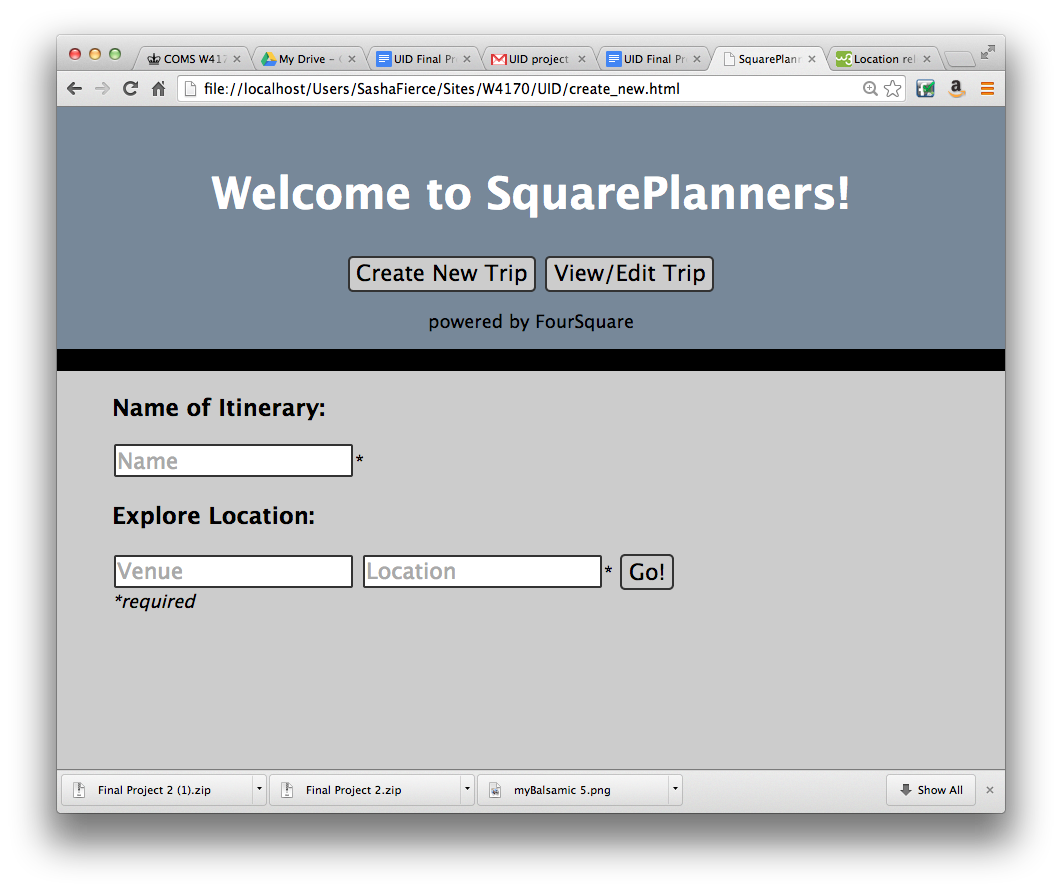 COMS W417 My Drive - UID Final Pr UID project UID Final Pr SquarePlann Location rel
file://localhost/Users/SashaFierce/Sites/W4170/UID/create_new.html
Welcome to SquarePlanners!
Create New Trip View/Edit Trip
powered by FourSquare
Name of Itinerary:
Name *
Explore Location:
Venue Location * Go!
*required
Final Project 2 (1).zip Final Project 2.zip myBalsamic 5.png Show All